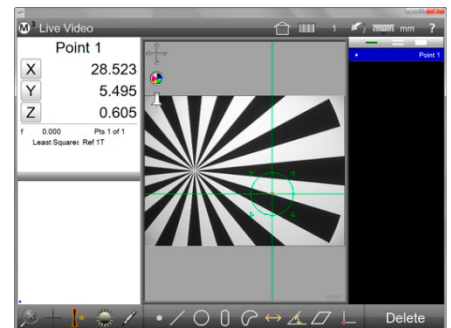 M³ Live Video
1
mm
?
Point 1
X 28.523
Y 5.495
Z 0.605
f 0.000 Pts 1 of 1
Least Squares Ref 1T
Point 1
Delete